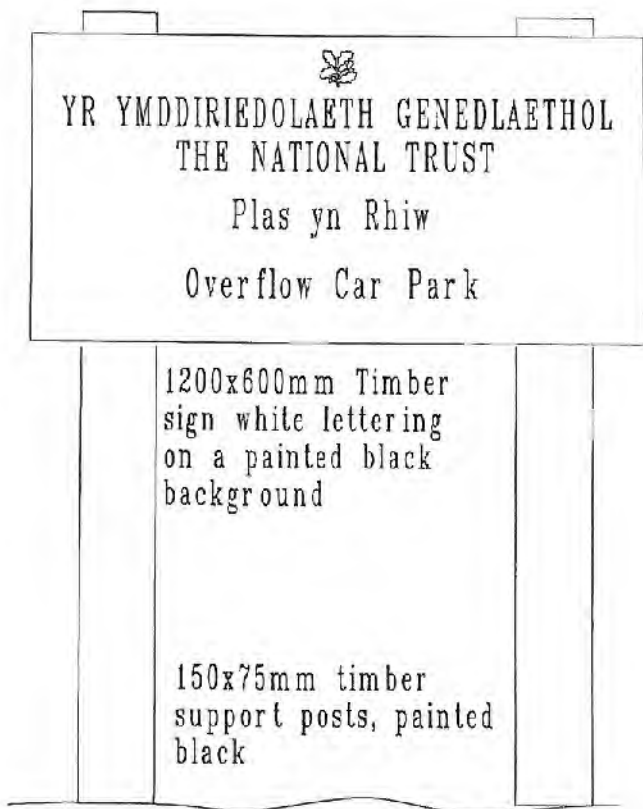 YR YMDDIRIEDOLAETH GENEDLAETHOL
THE NATIONAL TRUST
Plas yn Rhiw
Overflow Car Park
1200x600mm Timber
sign white lettering
on a painted black
background
150x75mm timber
support posts, painted
black